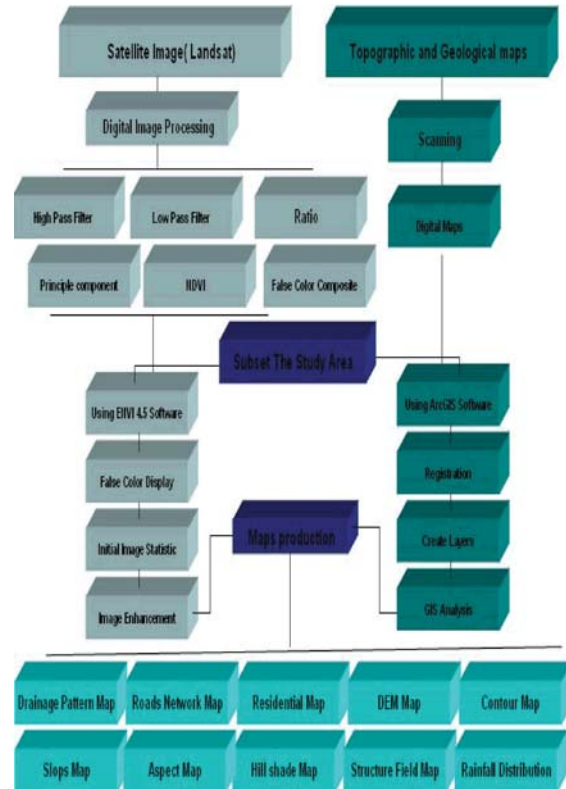 Satellite Image( Landsat)
Topographic and Geological maps
Digital Image Processing
Scanning
High Pass Filter
Low Pass Filter
Ratio
Digital Maps
Principle component
NDVI
False Color Composite
Subset The Study Area
Using ENVI 4.5 Software
Using ArcGIS Software
False Color Display
Registration
Initial Image Statistic
Maps production
Create Layers
Image Enhancement
GIS Analysis
Drainage Pattern Map
Roads Network Map
Residential Map
DEM Map
Contour Map
Slops Map
Aspect Map
Hill shade Map
Structure Field Map
Rainfall Distribution